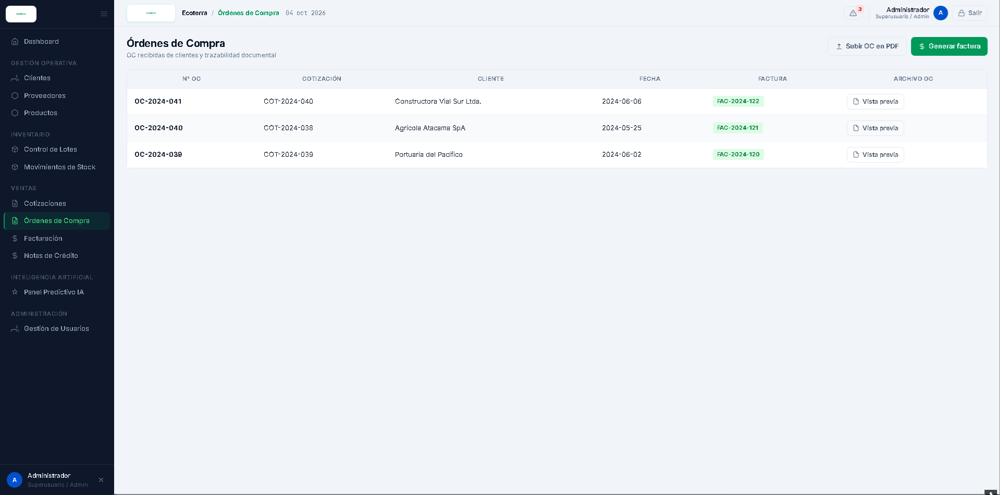 Ecoterra
Dashboard
GESTIÓN OPERATIVA
Clientes
Proveedores
Productos
INVENTARIO
Control de Lotes
Movimientos de Stock
VENTAS
Cotizaciones
Órdenes de Compra
Facturación
Notas de Crédito
INTELIGENCIA ARTIFICIAL
Panel Predictivo IA
ADMINISTRACIÓN
Gestión de Usuarios
A
Administrador
Superusuario / Admin
Ecoterra
Ecoterra / Órdenes de Compra 04 oct 2026
3
Administrador
Superusuario / Admin
A
Salir
Órdenes de Compra
OC recibidas de clientes y trazabilidad documental
Subir OC en PDF
$ Generar factura
N° OC COTIZACIÓN CLIENTE FECHA FACTURA ARCHIVO OC
OC-2024-041 COT-2024-040 Constructora Vial Sur Ltda. 2024-06-06 FAC-2024-122 Vista previa
OC-2024-040 COT-2024-038 Agrícola Atacama SpA 2024-05-25 FAC-2024-121 Vista previa
OC-2024-039 COT-2024-039 Portuaria del Pacífico 2024-06-02 FAC-2024-120 Vista previa